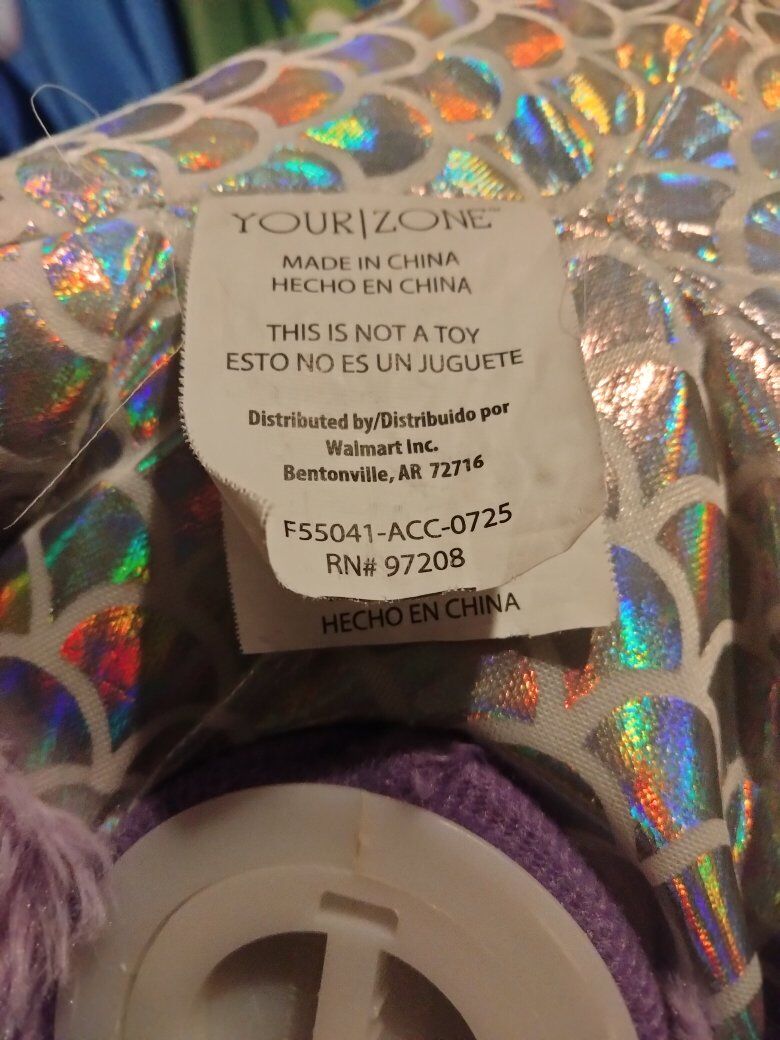 YOUR|ZONE™
MADE IN CHINA
HECHO EN CHINA
THIS IS NOT A TOY
ESTO NO ES UN JUGUETE
Distributed by/Distribuido por
Walmart Inc.
Bentonville, AR 72716
F55041-ACC-0725
RN# 97208
HECHO EN CHINA